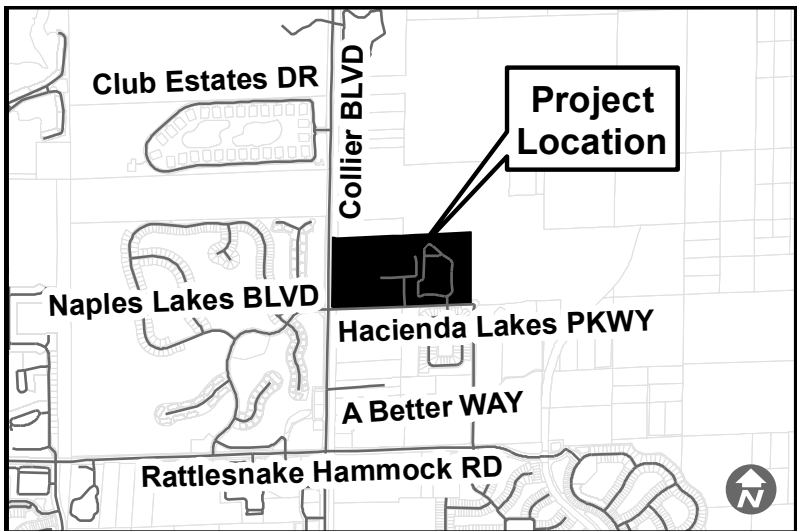 Club Estates DR
Collier BLVD
Project
Location
Naples Lakes BLVD
Hacienda Lakes PKWY
A Better WAY
Rattlesnake Hammock RD
N